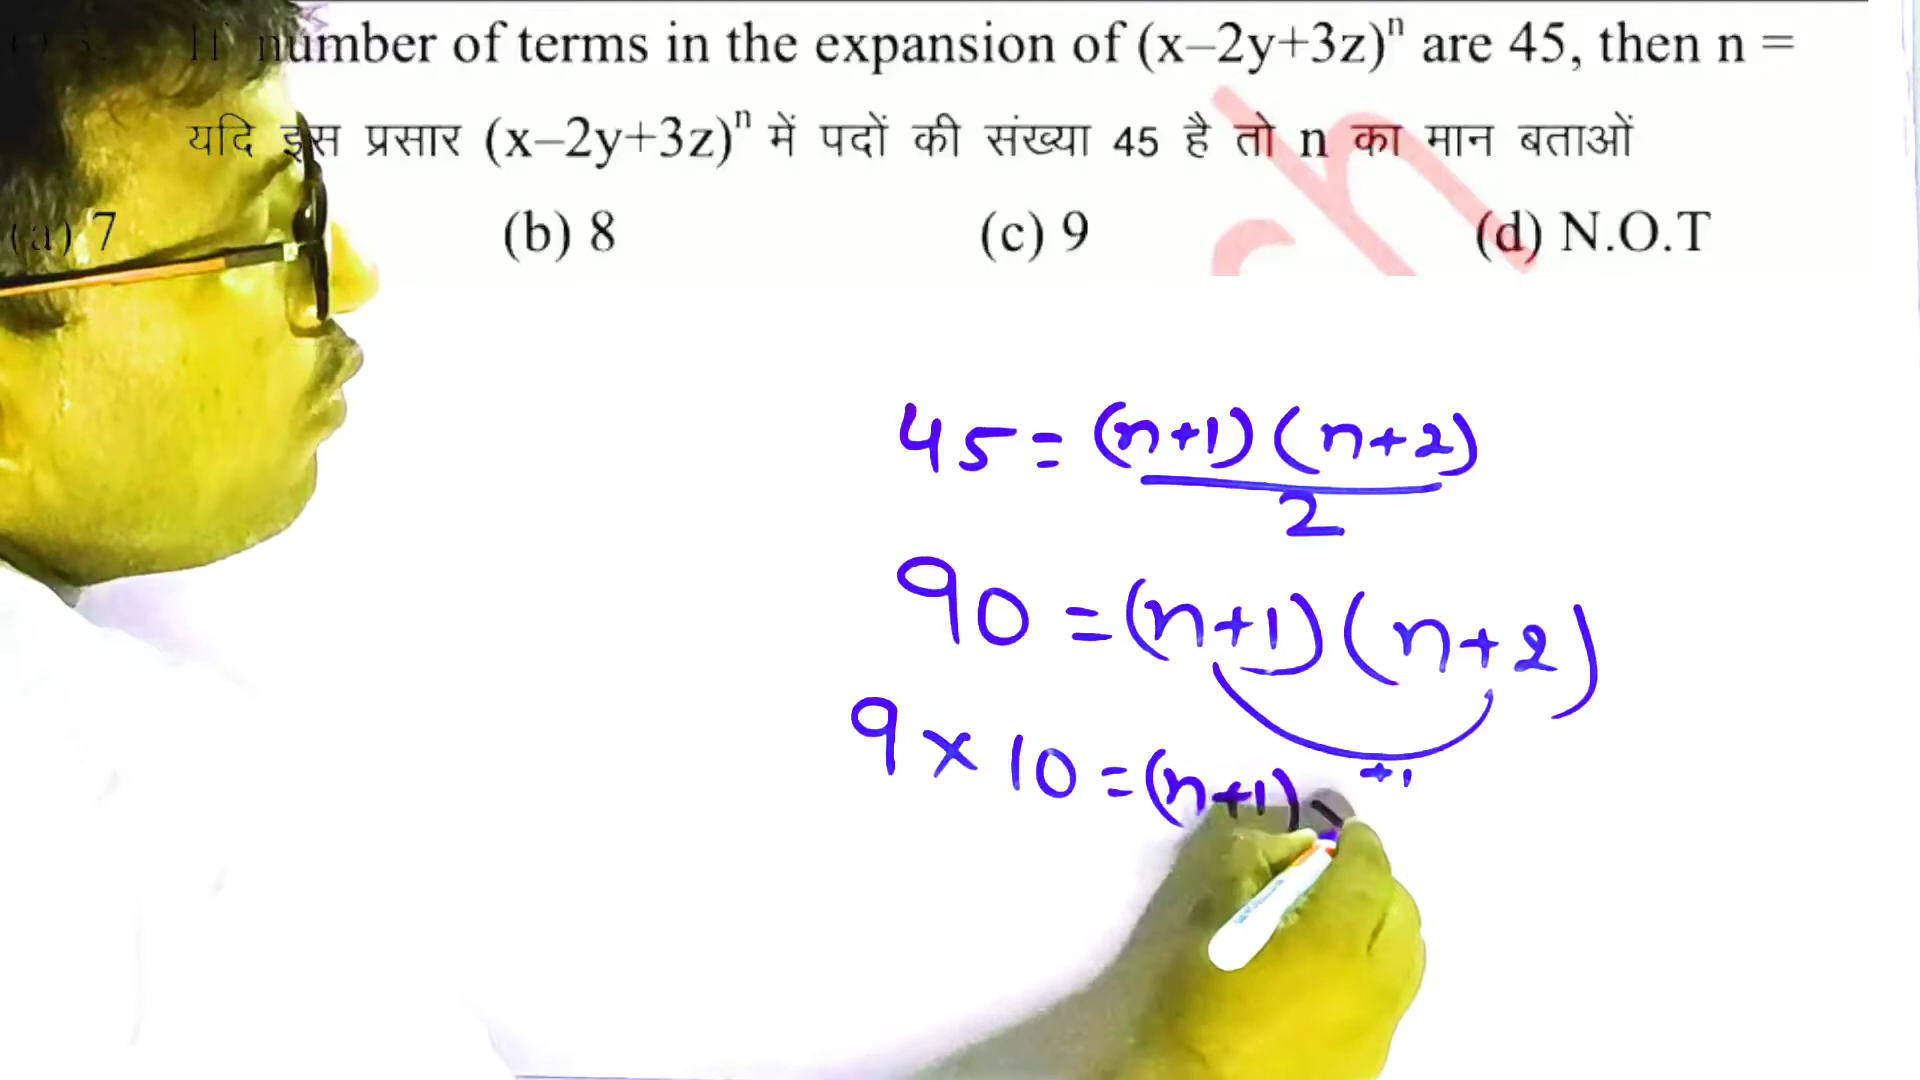 If number of terms in the expansion of (x–2y+3z)ⁿ are 45, then n =
यदि इस प्रसार (x–2y+3z)ⁿ में पदों की संख्या 45 है तो n का मान बताओं
(a) 7 (b) 8 (c) 9 (d) N.O.T
45 = (n+1)(n+2)
2
90 = (n+1)(n+2)
+1
9 × 10 = (n+1)